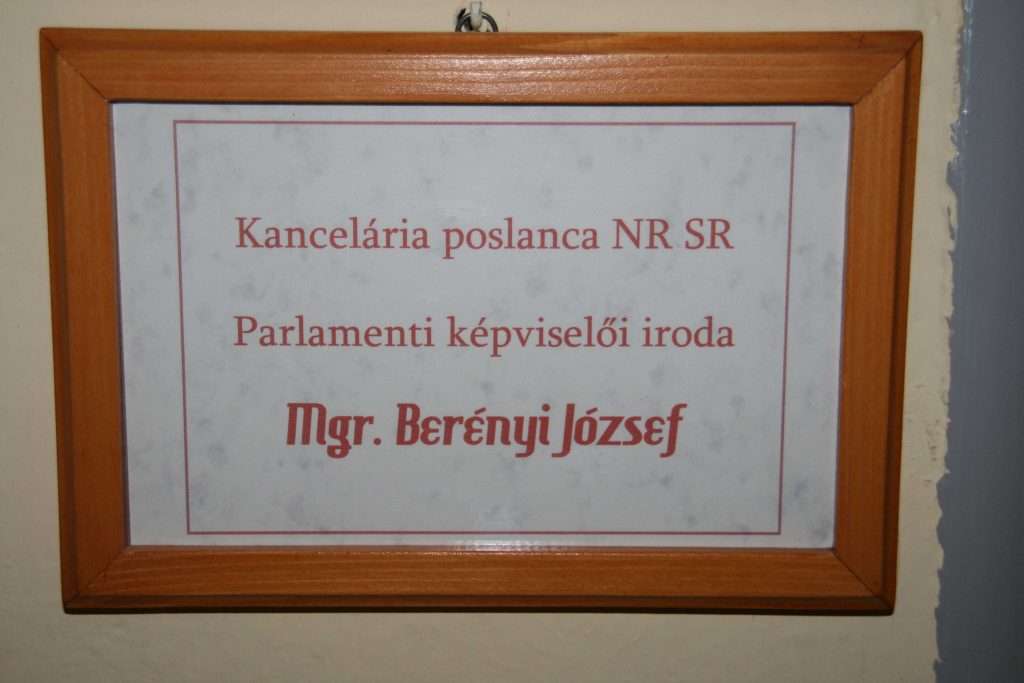 Kancelária poslanca NR SR
Parlamenti képviselői iroda
Mgr. Berényi József